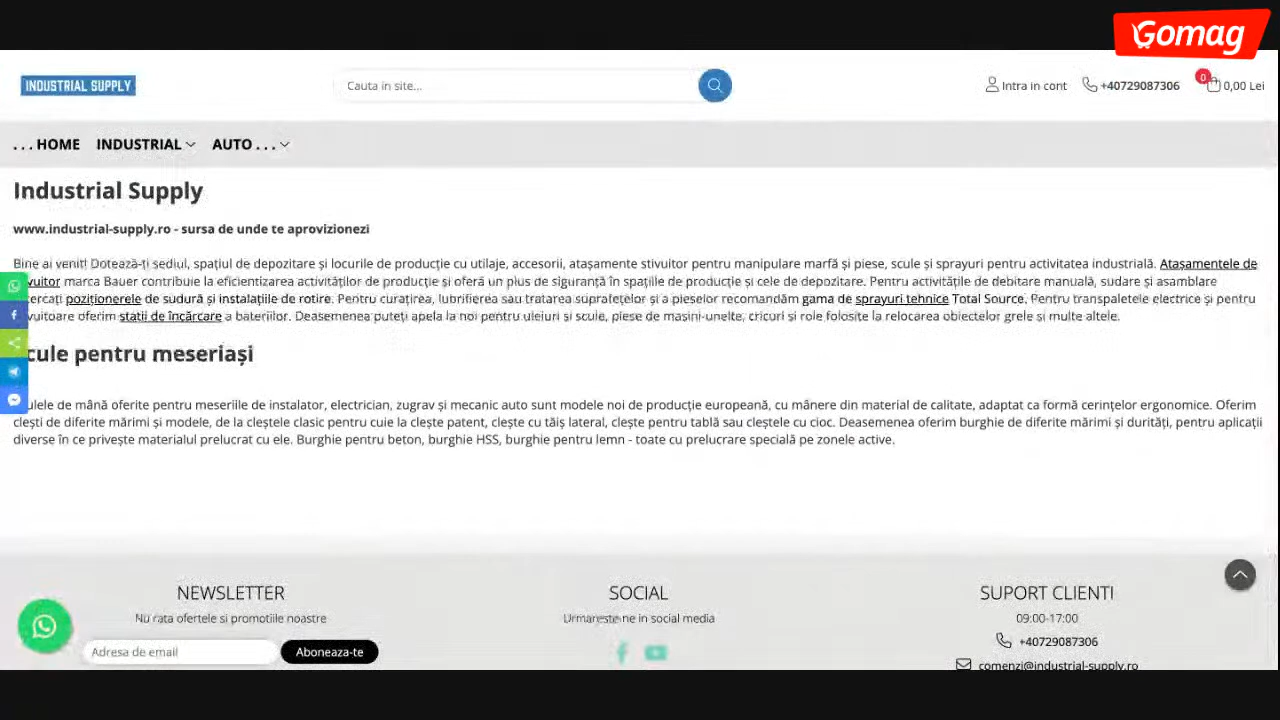 Gomag
INDUSTRIAL SUPPLY
Cauta in site...
Intra in cont
+40729087306
0
0,00 Lei
. . . HOME
INDUSTRIAL
AUTO . . .
Industrial Supply
www.industrial-supply.ro - sursa de unde te aprovizionezi
Bine ai venit! Dotează-ți sediul, spațiul de depozitare și locurile de producție cu utilaje, accesorii, atașamente stivuitor pentru manipulare marfă și piese, scule și sprayuri pentru activitatea industrială. Atașamentele de
vuitor marca Bauer contribuie la eficientizarea activităților de producție și oferă un plus de siguranță în spațiile de producție și cele de depozitare. Pentru activitățile de debitare manuală, sudare și asamblare
ercați poziționerele de sudură și instalațiile de rotire. Pentru curațirea, lubrifierea sau tratarea suprafețelor și a pieselor recomandăm gama de sprayuri tehnice Total Source. Pentru transpaletele electrice și pentru
vuitoare oferim statii de încărcare a bateriilor. Deasemenea puteți apela la noi pentru uleiuri si scule, piese de mașini-unelte, cricuri și role folosite la relocarea obiectelor grele și multe altele.
cule pentru meseriași
ulele de mână oferite pentru meseriile de instalator, electrician, zugrav și mecanic auto sunt modele noi de producție europeană, cu mânere din material de calitate, adaptat ca formă cerințelor ergonomice. Oferim
clești de diferite mărimi și modele, de la cleștele clasic pentru cuie la clește patent, clește cu tăiș lateral, clește pentru tablă sau cleștele cu cioc. Deasemenea oferim burghie de diferite mărimi și durități, pentru aplicații
diverse în ce privește materialul prelucrat cu ele. Burghie pentru beton, burghie HSS, burghie pentru lemn - toate cu prelucrare specială pe zonele active.
NEWSLETTER
Nu rata ofertele si promotiile noastre
Adresa de email
Aboneaza-te
SOCIAL
Urmareste-ne in social media
SUPORT CLIENTI
09:00-17:00
+40729087306
comenzi@industrial-supply.ro